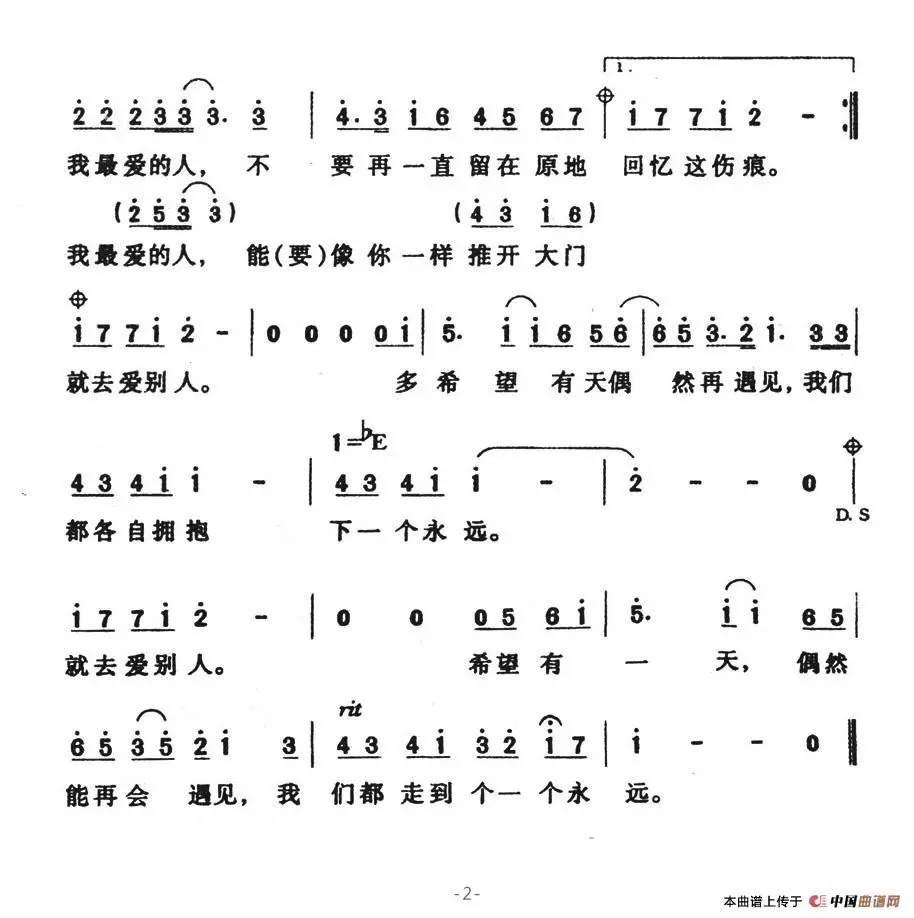 1.
2 2 2 3 3 3. 3 | 4. 3 1 6 4 5 6 7 | 1 7 7 1 2 - :||
我最爱的人, 不 要再一直留在原地 回忆这伤痕。
(2 5 3 3) (4 3 1 6)
我最爱的人, 能(要)像你一样推开大门
1 7 7 1 2 - | 0 0 0 0 0 1 | 5. 1 1 6 5 5 6 | 6 5 3. 2 1. 3 3 |
就去爱别人。 多希望有天偶 然再遇见,我们
1=♭E
4 3 4 1 1 - | 4 3 4 1 1 - | 2 - - 0 |
D.S
都各自拥抱 下一个永远。
1 7 7 1 2 - | 0 0 0 5 6 1 | 5. 1 1 6 5 |
就去爱别人。 希望有一天, 偶然
rit
6 5 3 5 2 1 3 | 4 3 4 1 3 2 1 7 | 1 - - 0 ||
能再会 遇见, 我 们都走到个一个永 远。
-2-
本曲谱上传于 中国曲谱网